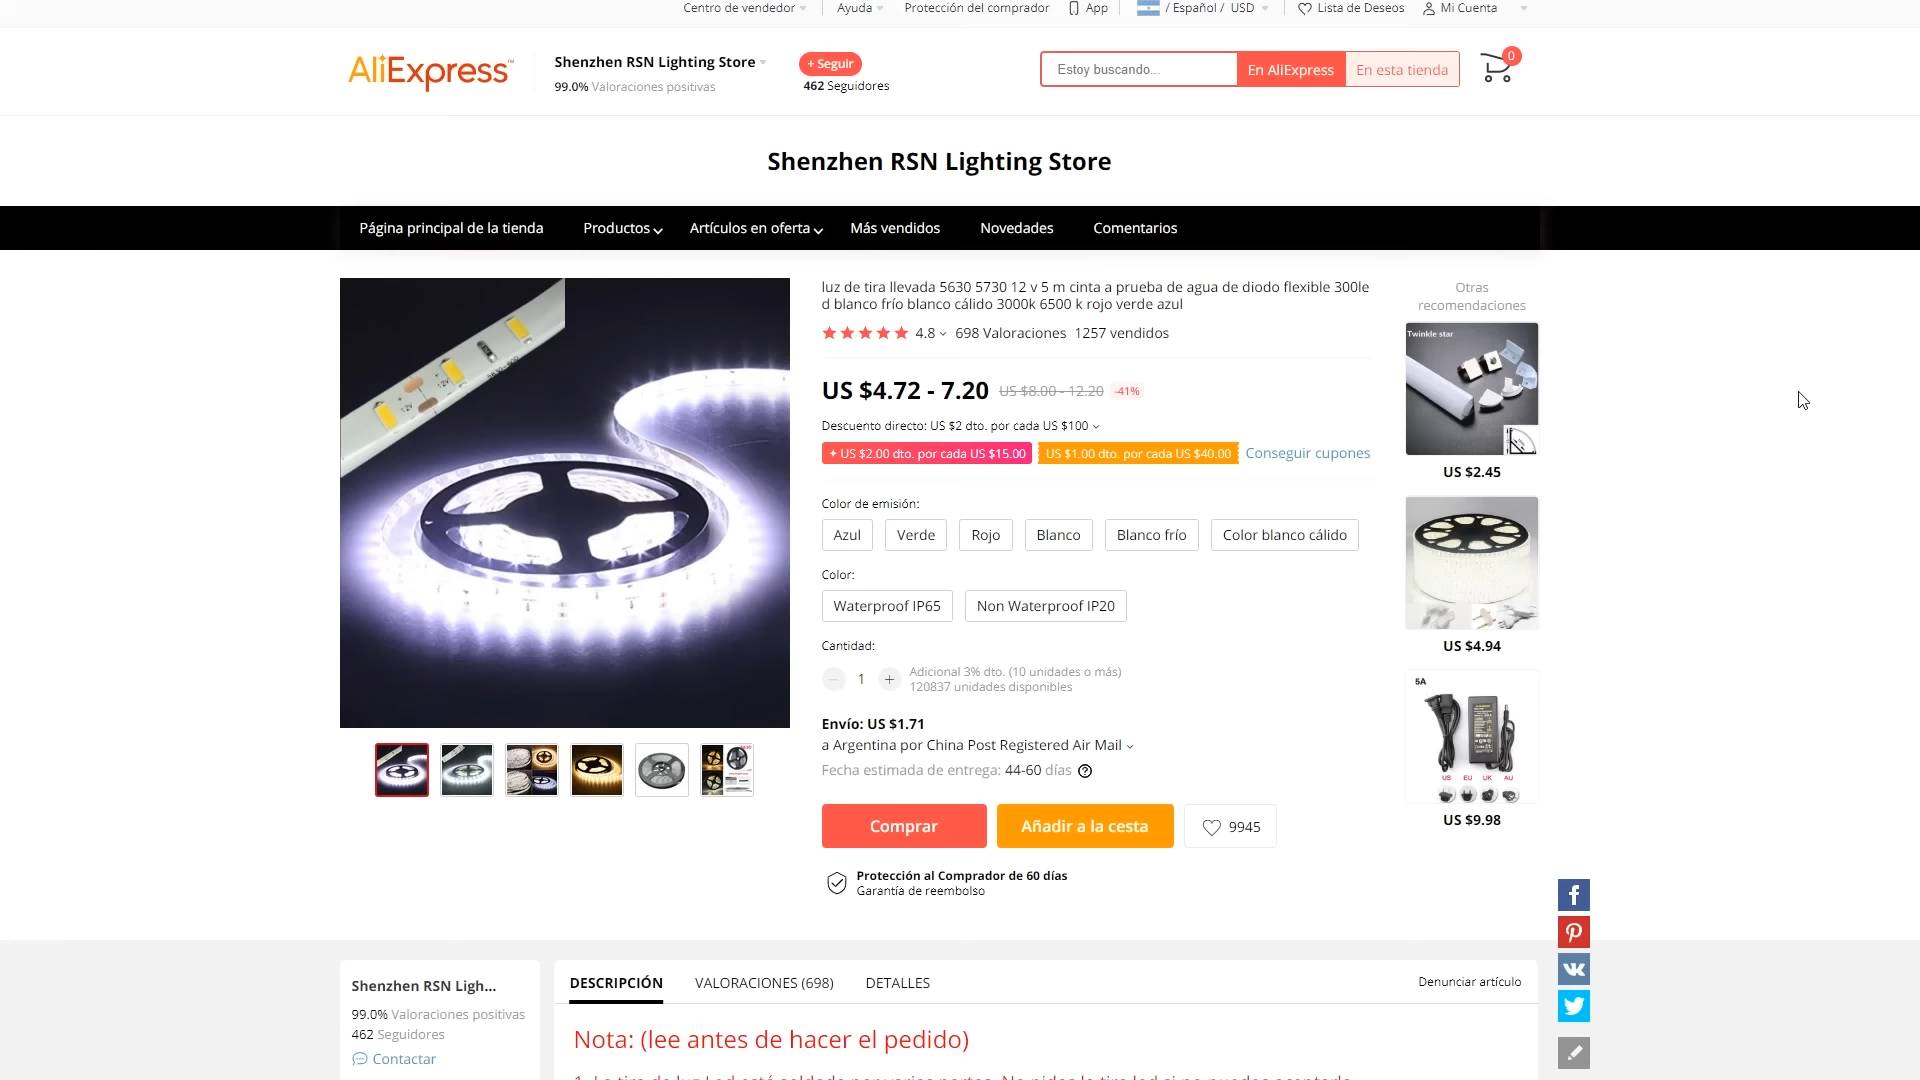 Centro de vendedor
Ayuda
Protección del comprador
App
/ Español / USD
Lista de Deseos
Mi Cuenta
AliExpress™
Shenzhen RSN Lighting Store
99.0% Valoraciones positivas
+ Seguir
462 Seguidores
Estoy buscando...
En AliExpress
En esta tienda
0
Shenzhen RSN Lighting Store
Página principal de la tienda
Productos
Artículos en oferta
Más vendidos
Novedades
Comentarios
luz de tira llevada 5630 5730 12 v 5 m cinta a prueba de agua de diodo flexible 300le
d blanco frío blanco cálido 3000k 6500 k rojo verde azul
4.8
698 Valoraciones
1257 vendidos
US $4.72 - 7.20
US $8.00 - 12.20
-41%
Descuento directo: US $2 dto. por cada US $100
US $2.00 dto. por cada US $15.00
US $1.00 dto. por cada US $40.00
Conseguir cupones
Color de emisión:
Azul
Verde
Rojo
Blanco
Blanco frío
Color blanco cálido
Color:
Waterproof IP65
Non Waterproof IP20
Cantidad:
1
Adicional 3% dto. (10 unidades o más)
120837 unidades disponibles
Envío: US $1.71
a Argentina por China Post Registered Air Mail
Fecha estimada de entrega: 44-60 días
Comprar
Añadir a la cesta
9945
Protección al Comprador de 60 días
Garantía de reembolso
Otras
recomendaciones
Twinkle star
US $2.45
US $4.94
5A
US EU UK AU
US $9.98
Shenzhen RSN Ligh...
99.0% Valoraciones positivas
462 Seguidores
Contactar
DESCRIPCIÓN
VALORACIONES (698)
DETALLES
Denunciar artículo
Nota: (lee antes de hacer el pedido)